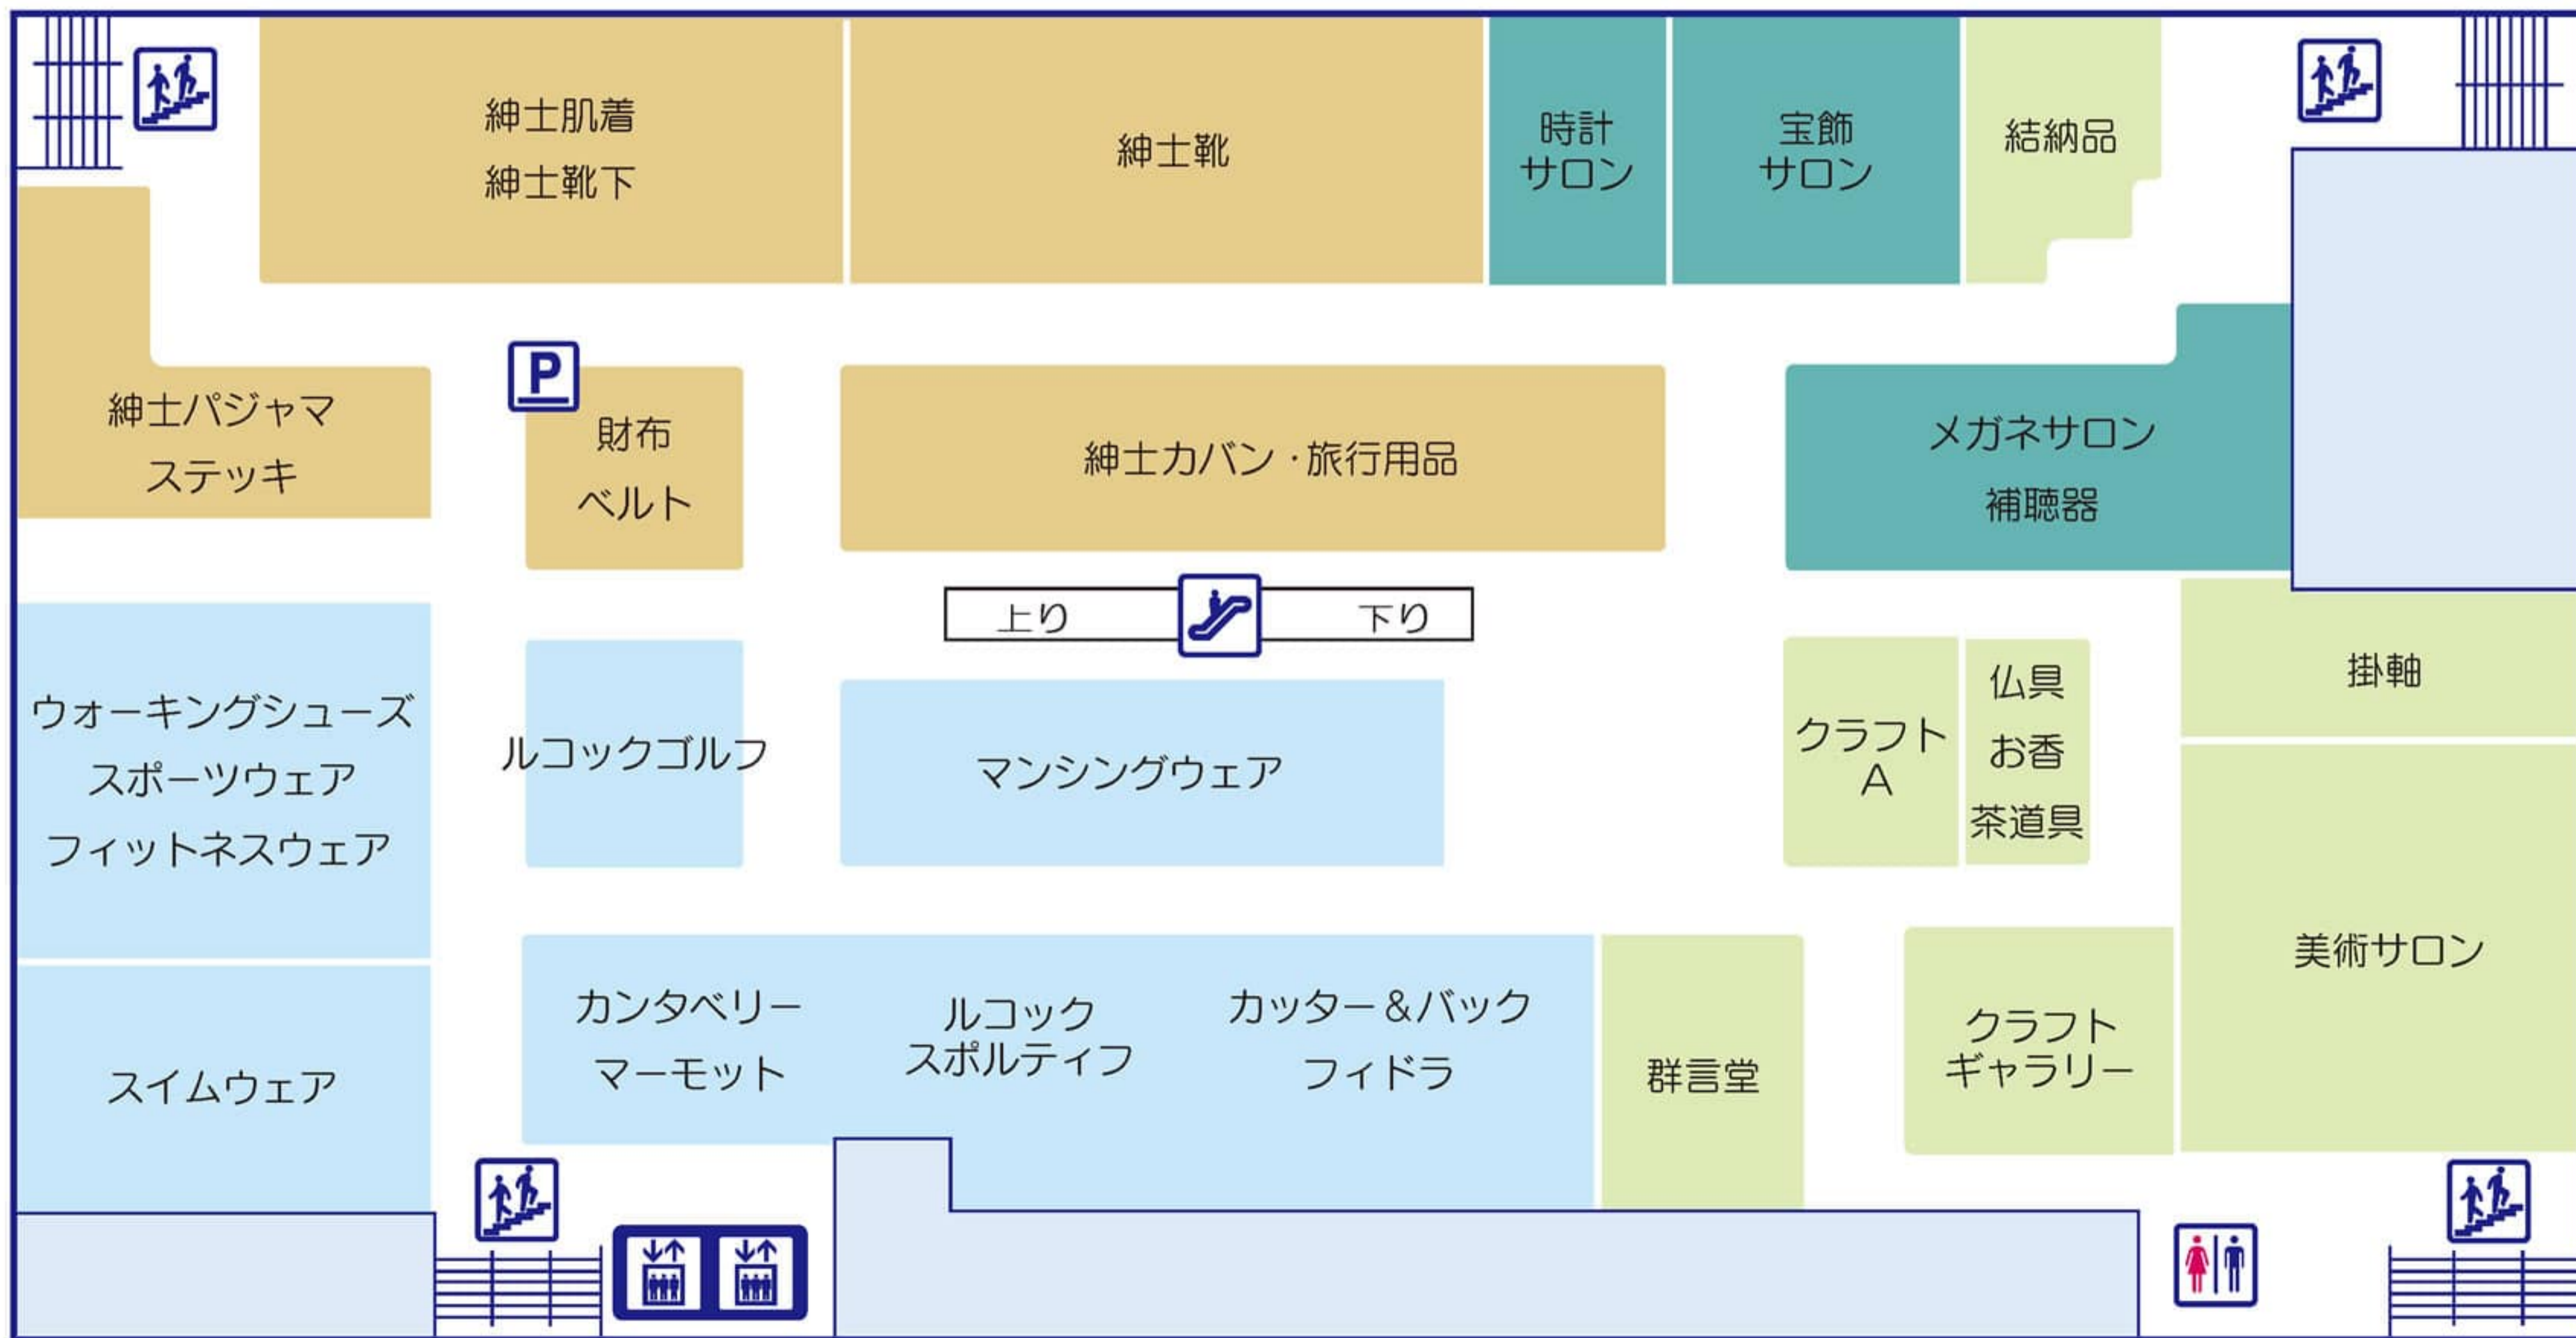 紳士肌着
紳士靴下
紳士靴
時計
サロン
宝飾
サロン
結納品
P
紳士パジャマ
ステッキ
財布
ベルト
紳士カバン・旅行用品
メガネサロン
補聴器
上り
下り
ウォーキングシューズ
スポーツウェア
フィットネスウェア
ルコックゴルフ
マンシングウェア
クラフト
A
仏具
お香
茶道具
掛軸
美術サロン
スイムウェア
カンタベリー
マーモット
ルコック
スポルティフ
カッター&バック
フィドラ
群言堂
クラフト
ギャラリー